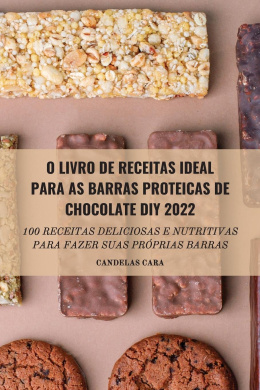 O LIVRO DE RECEITAS IDEAL
PARA AS BARRAS PROTEICAS DE
CHOCOLATE DIY 2022
100 RECEITAS DELICIOSAS E NUTRITIVAS
PARA FAZER SUAS PRÓPRIAS BARRAS
CANDELAS CARA